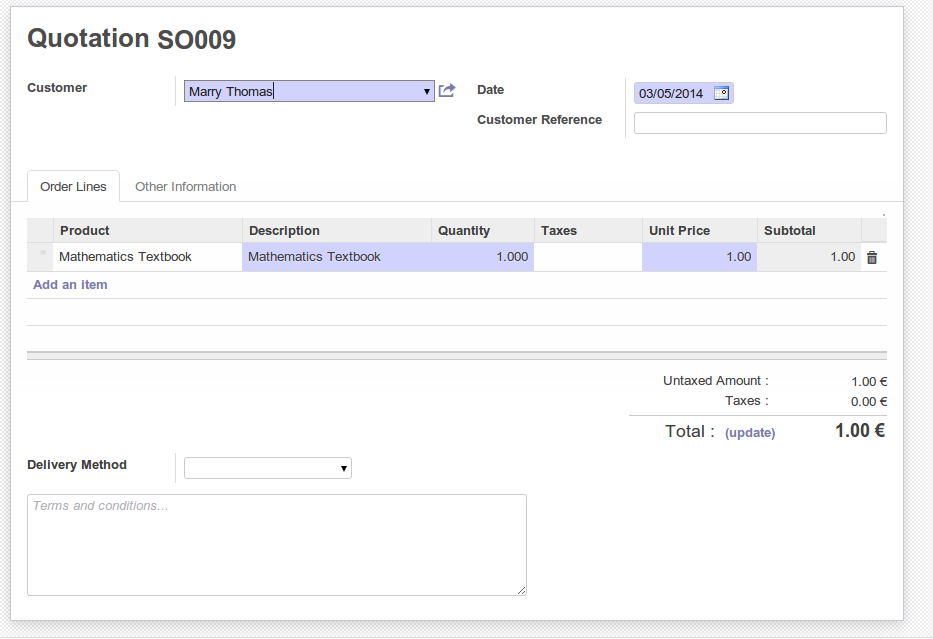 Quotation SO009
Customer Marry Thomas Date 03/05/2014
Customer Reference
Order Lines Other Information
Product Description Quantity Taxes Unit Price Subtotal
Mathematics Textbook Mathematics Textbook 1.000 1.00 1.00
Add an item
Untaxed Amount : 1.00 €
Taxes : 0.00 €
Total : (update) 1.00 €
Delivery Method
Terms and conditions...